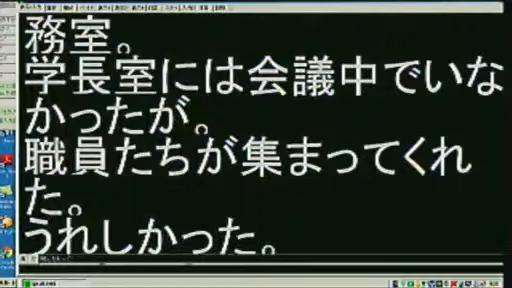 務室。
学長室には会議中でいな
かったが。
職員たちが集まってくれ
た。
うれしかった。